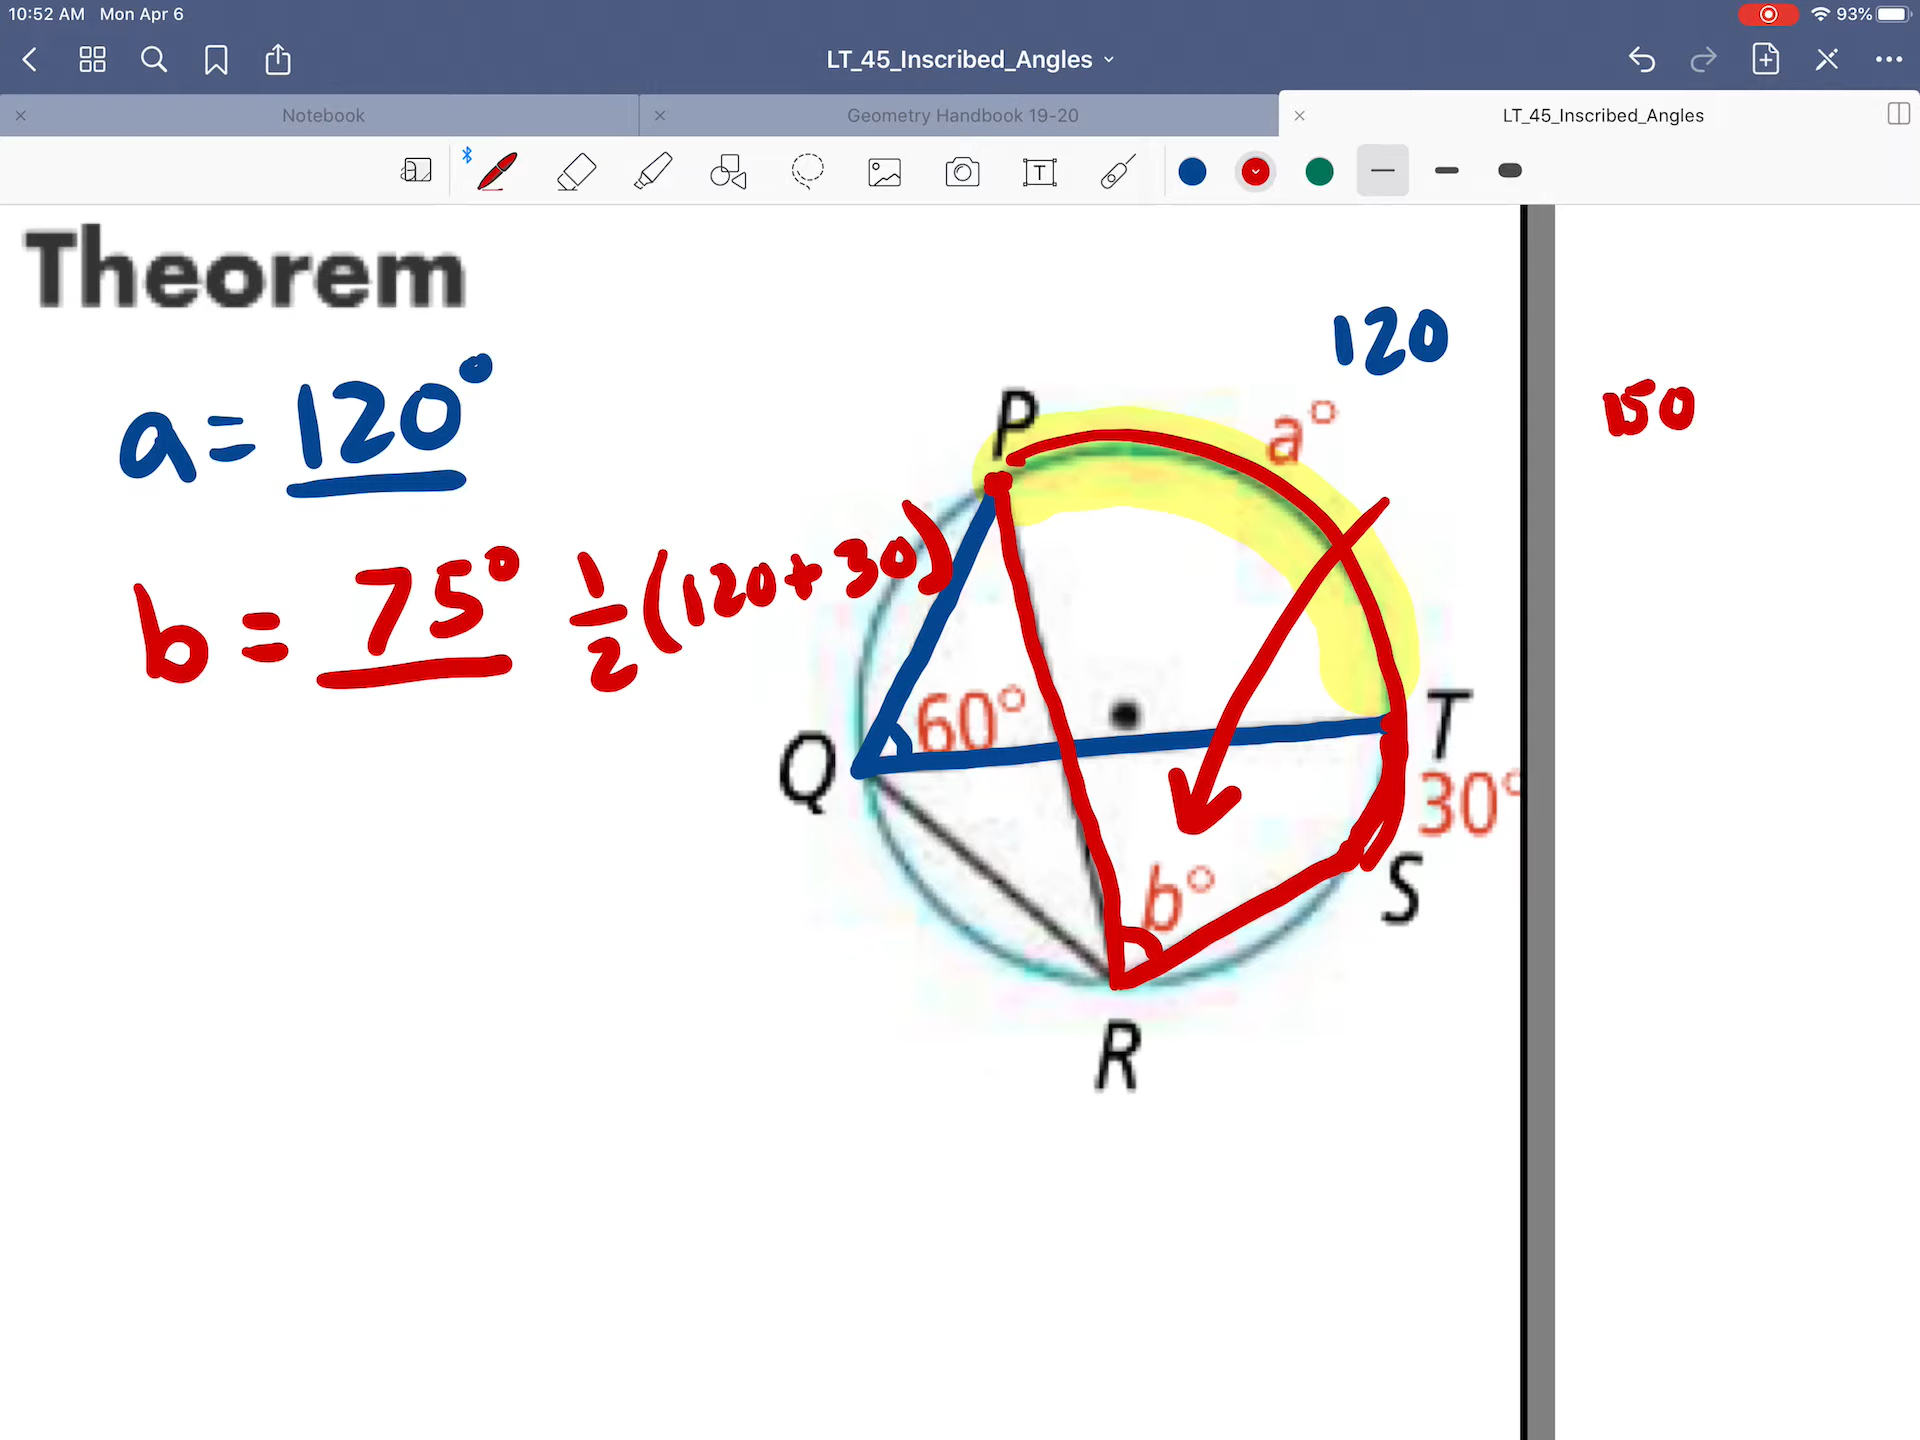 10:52 AM Mon Apr 6
93%
LT_45_Inscribed_Angles
Notebook
Geometry Handbook 19-20
LT_45_Inscribed_Angles
T
Theorem
120
a = 120°
150
P
a°
b = 75° 1/2 (120+30)
60°
T
Q
30°
b°
S
R